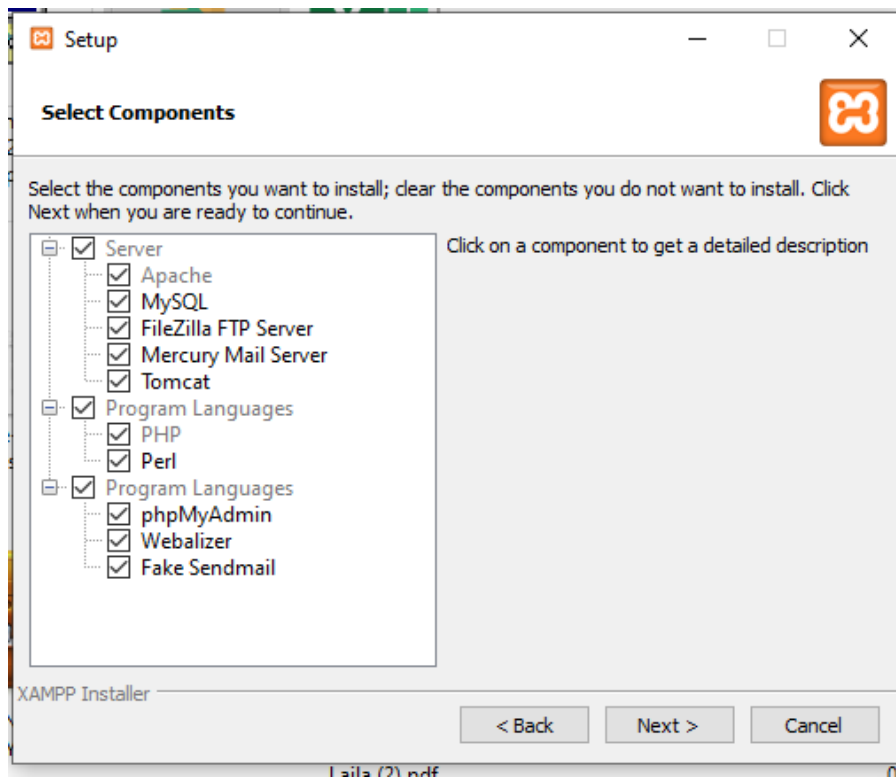 Setup
Select Components
Select the components you want to install; clear the components you do not want to install. Click
Next when you are ready to continue.
Server
Apache
MySQL
FileZilla FTP Server
Mercury Mail Server
Tomcat
Program Languages
PHP
Perl
Program Languages
phpMyAdmin
Webalizer
Fake Sendmail
Click on a component to get a detailed description
XAMPP Installer
< Back
Next >
Cancel
Laila (2).pdf